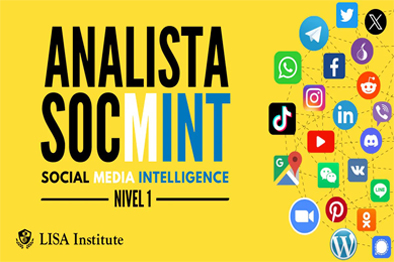 ANALISTA
SOCMINT
SOCIAL MEDIA INTELLIGENCE
NIVEL 1
LISA Institute